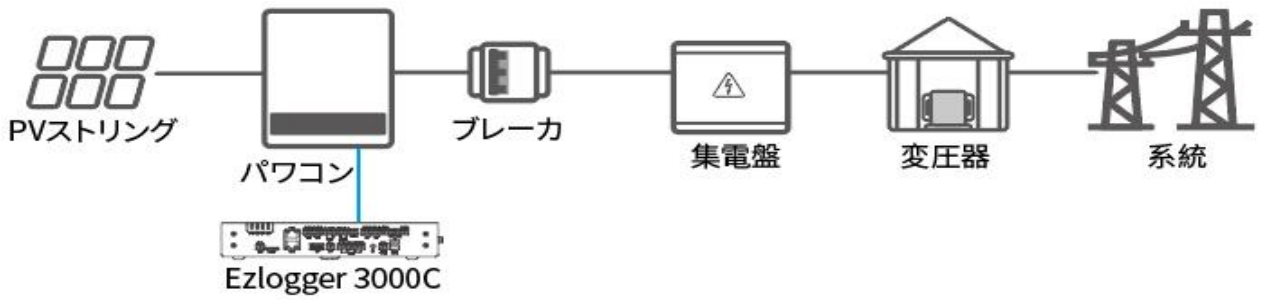 PVストリング
パワコン
ブレーカ
集電盤
変圧器
系統
Ezlogger 3000C